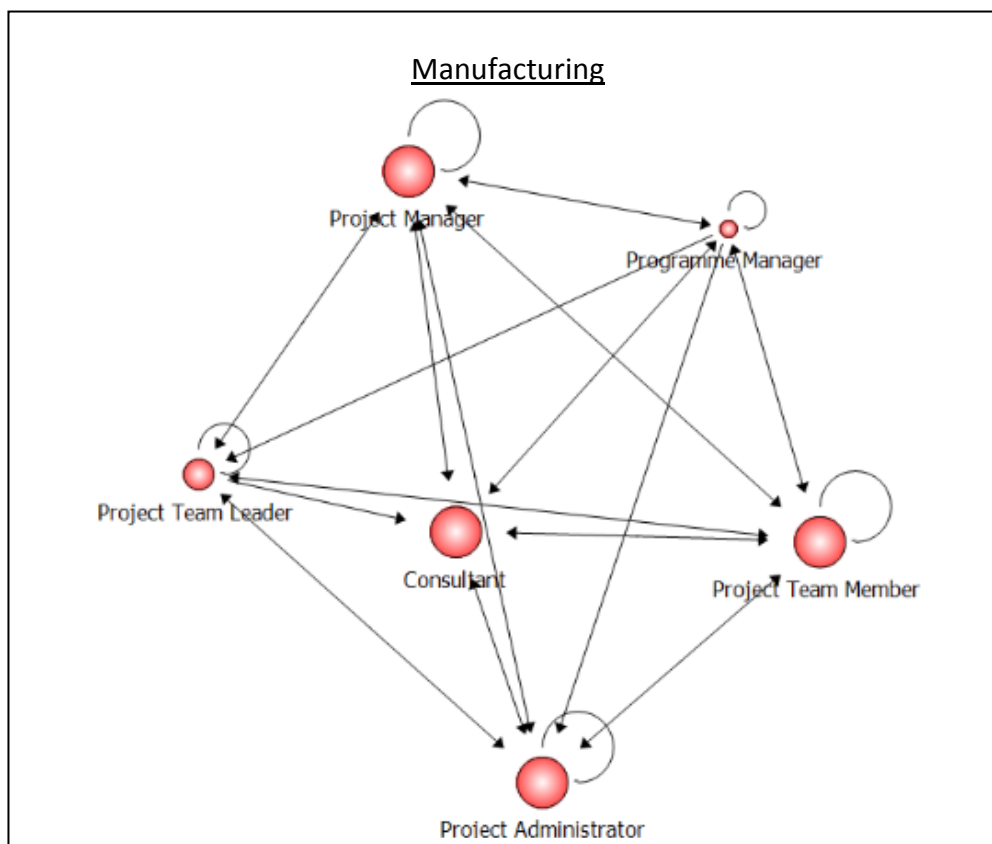 Manufacturing
Project Manager
Programme Manager
Project Team Leader
Consultant
Project Team Member
Project Administrator